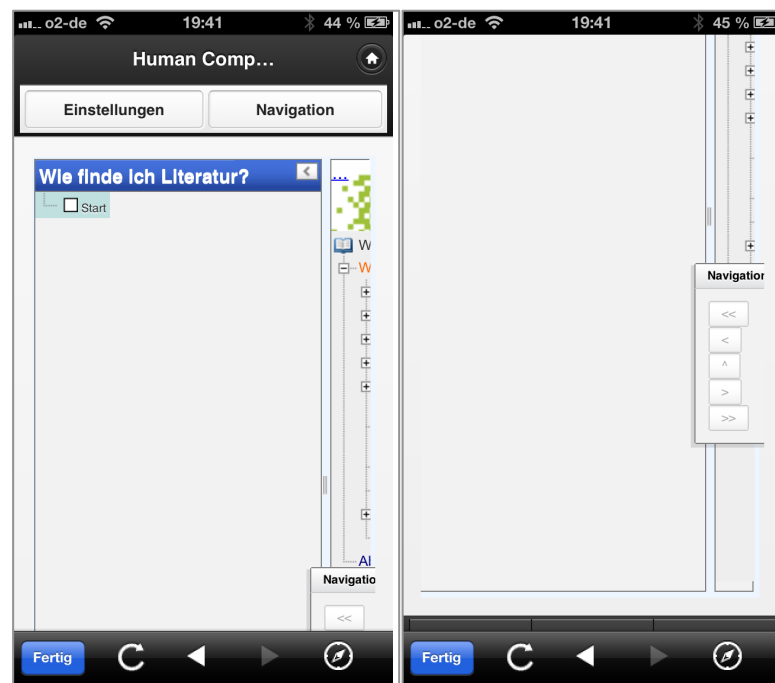 o2-de 19:41 44 %
Human Comp...
Einstellungen Navigation
Wie finde ich Literatur?
Start
...
W
W
Al
Navigatio
<<
Fertig
o2-de 19:41 45 %
Navigation
<<
<
^
>
>>
Fertig